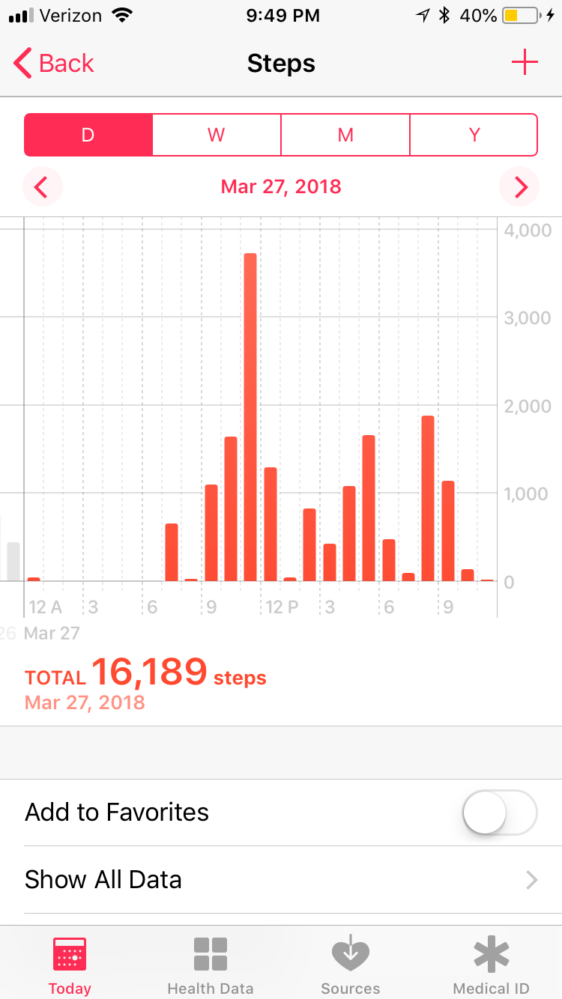 Verizon 9:49 PM 40%
Back Steps
D W M Y
Mar 27, 2018
4,000
3,000
2,000
1,000
0
12 A 3 6 9 12 P 3 6 9
26 Mar 27
TOTAL 16,189 steps
Mar 27, 2018
Add to Favorites
Show All Data
Today Health Data Sources Medical ID